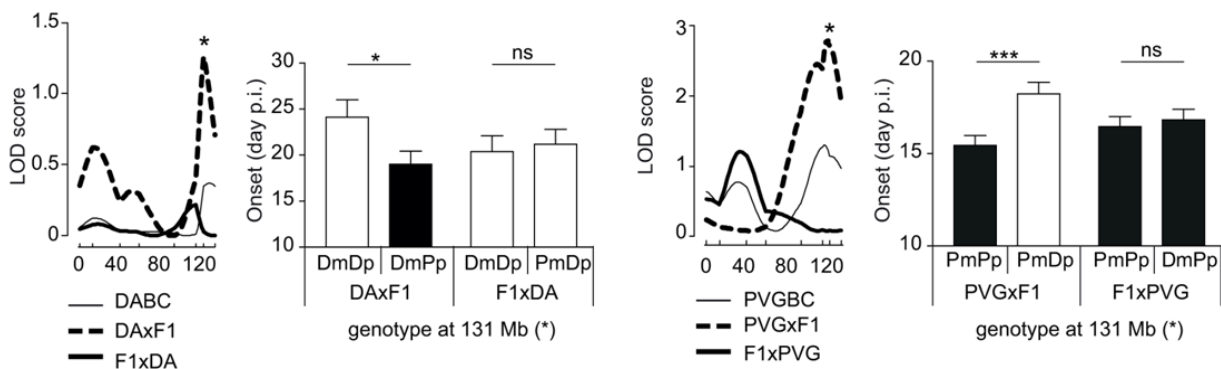 1.5
1.0
0.5
0
LOD score
*
0 40 80 120
DABC
DAxF1
F1xDA
30
25
20
15
10
Onset (day p.i.)
* ns
DmDp DmPp DmDp PmDp
DAxF1 F1xDA
genotype at 131 Mb (*)
3
2
1
0
LOD score
*
0 40 80 120
PVGBC
PVGxF1
F1xPVG
20
15
10
Onset (day p.i.)
*** ns
PmPp PmDp PmPp DmPp
PVGxF1 F1xPVG
genotype at 131 Mb (*)